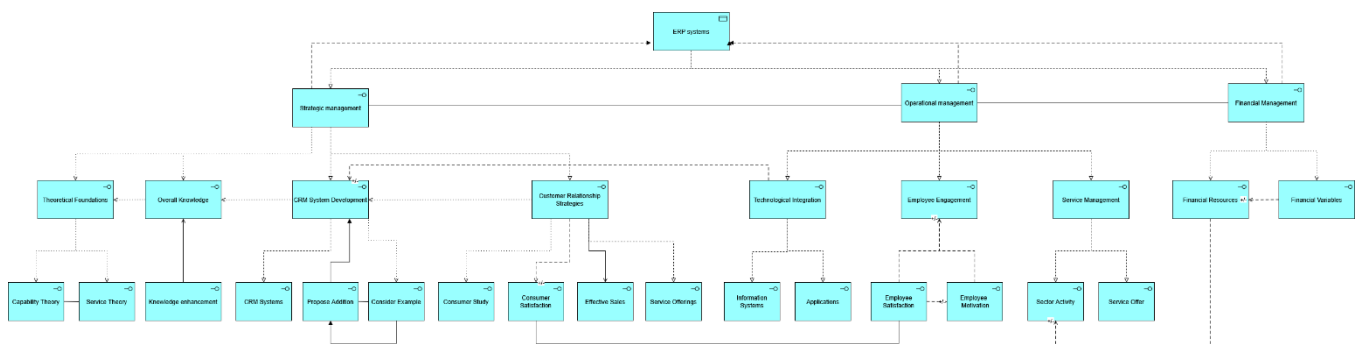 ERP systems
Strategic management
Operational management
Financial Management
Theoretical Foundations
Overall Knowledge
CRM System Development
Customer Relationship
Strategies
Technological Integration
Employee Engagement
Service Management
Financial Resources
Financial Variables
Capability Theory
Service Theory
Knowledge enhancement
CRM Systems
Propose Addition
Consider Example
Consumer Study
Consumer
Satisfaction
Effective Sales
Service Offerings
Information
Systems
Applications
Employee
Satisfaction
Employee
Motivation
Sector Activity
Service Offer